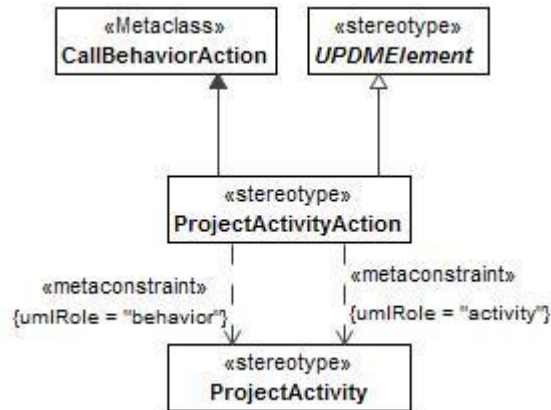 «Metaclass»
CallBehaviorAction
«stereotype»
UPDMElement
«stereotype»
ProjectActivityAction
«metaconstraint»
{umlRole = "behavior"}
«metaconstraint»
{umlRole = "activity"}
«stereotype»
ProjectActivity